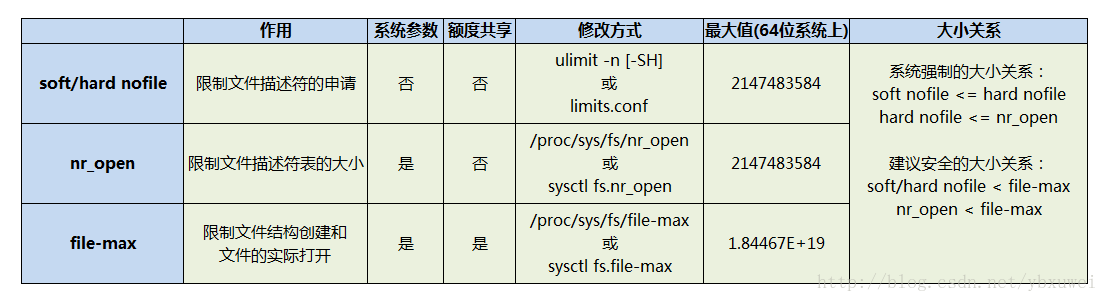 作用 系统参数 额度共享 修改方式 最大值(64位系统上) 大小关系
soft/hard nofile 限制文件描述符的申请 否 否 ulimit -n [-SH]
或
limits.conf 2147483584
nr_open 限制文件描述符表的大小 是 否 /proc/sys/fs/nr_open
或
sysctl fs.nr_open 2147483584
file-max 限制文件结构创建和
文件的实际打开 是 是 /proc/sys/fs/file-max
或
sysctl fs.file-max 1.84467E+19
系统强制的大小关系：
soft nofile <= hard nofile
hard nofile <= nr_open
建议安全的大小关系：
soft/hard nofile < file-max
nr_open < file-max
http://blog.csdn.net/ybxuwei